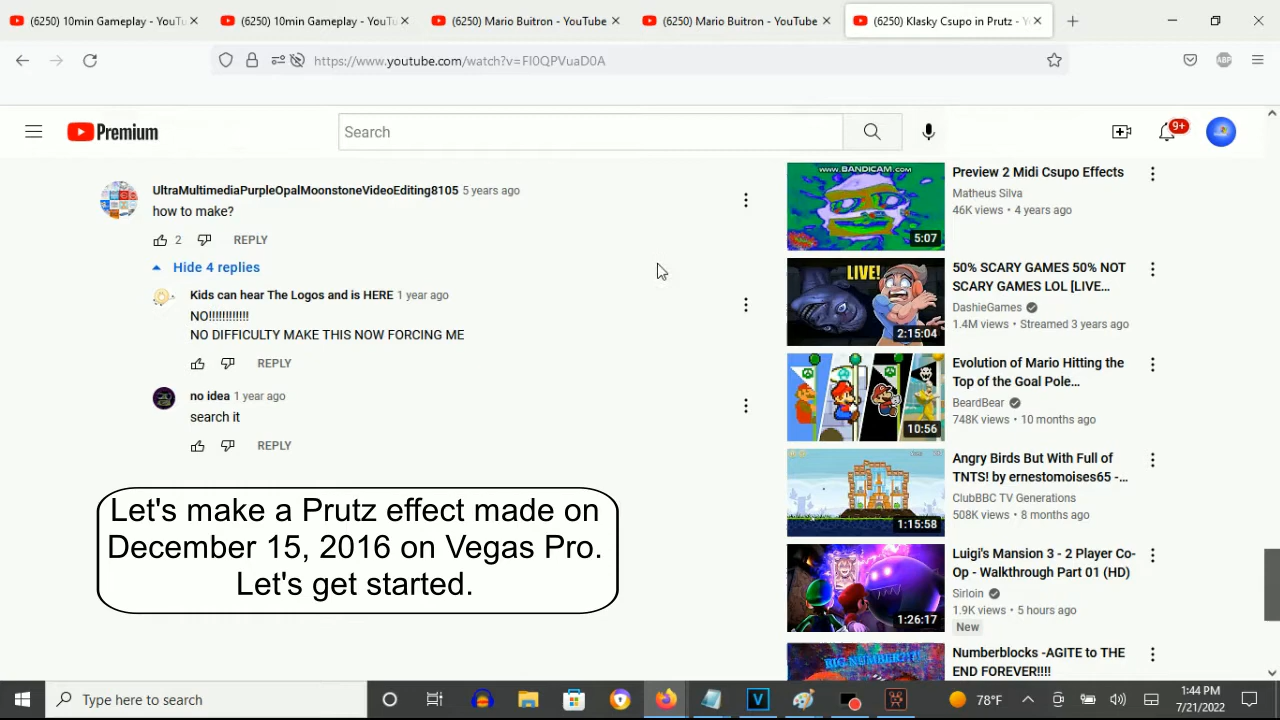 (6250) 10min Gameplay - YouTu
(6250) 10min Gameplay - YouTu
(6250) Mario Buitron - YouTube
(6250) Mario Buitron - YouTube
(6250) Klasky Csupo in Prutz - Y
https://www.youtube.com/watch?v=Fl0QPVuaD0A
ABP
Premium
Search
9+
UltraMultimediaPurpleOpalMoonstoneVideoEditing8105 5 years ago
how to make?
2 REPLY
Hide 4 replies
Kids can hear The Logos and is HERE 1 year ago
NO!!!!!!!!!!!!
NO DIFFICULTY MAKE THIS NOW FORCING ME
REPLY
no idea 1 year ago
search it
REPLY
Let's make a Prutz effect made on
December 15, 2016 on Vegas Pro.
Let's get started.
WWW.BANDICAM.COM
5:07
Preview 2 Midi Csupo Effects
Matheus Silva
46K views • 4 years ago
LIVE!
2:15:04
50% SCARY GAMES 50% NOT
SCARY GAMES LOL [LIVE...
DashieGames
1.4M views • Streamed 3 years ago
10:56
Evolution of Mario Hitting the
Top of the Goal Pole...
BeardBear
748K views • 10 months ago
1:15:58
Angry Birds But With Full of
TNTS! by ernestomoises65 -...
ClubBBC TV Generations
508K views • 8 months ago
1:26:17
Luigi's Mansion 3 - 2 Player Co-
Op - Walkthrough Part 01 (HD)
Sirloin
1.9K views • 5 hours ago
New
BIG NUMBER?!?!
Numberblocks -AGITE to THE
END FOREVER!!!!
Type here to search
V
78°F
1:44 PM
7/21/2022